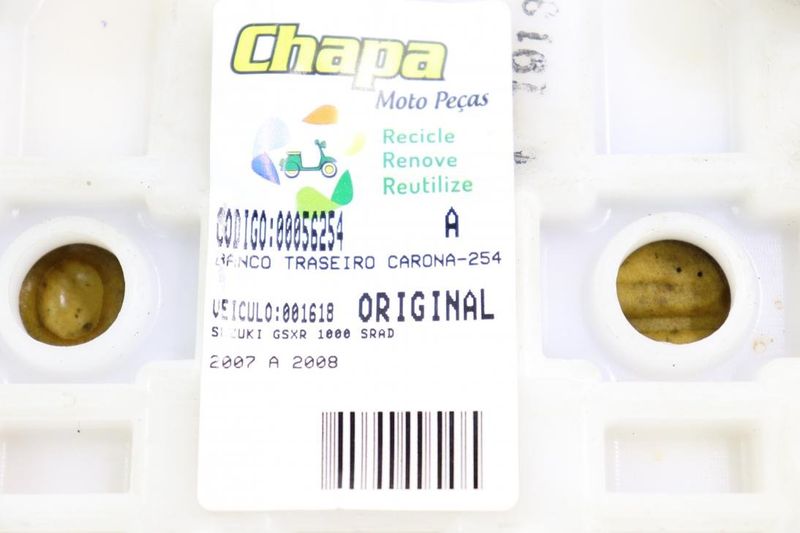 Chapa
Moto Peças
Recicle
Renove
Reutilize
CODIGO:00056254 A
BANCO TRASEIRO CARONA-254
VEICULO:001618 ORIGINAL
SUZUKI GSXR 1000 SRAD
2007 A 2008